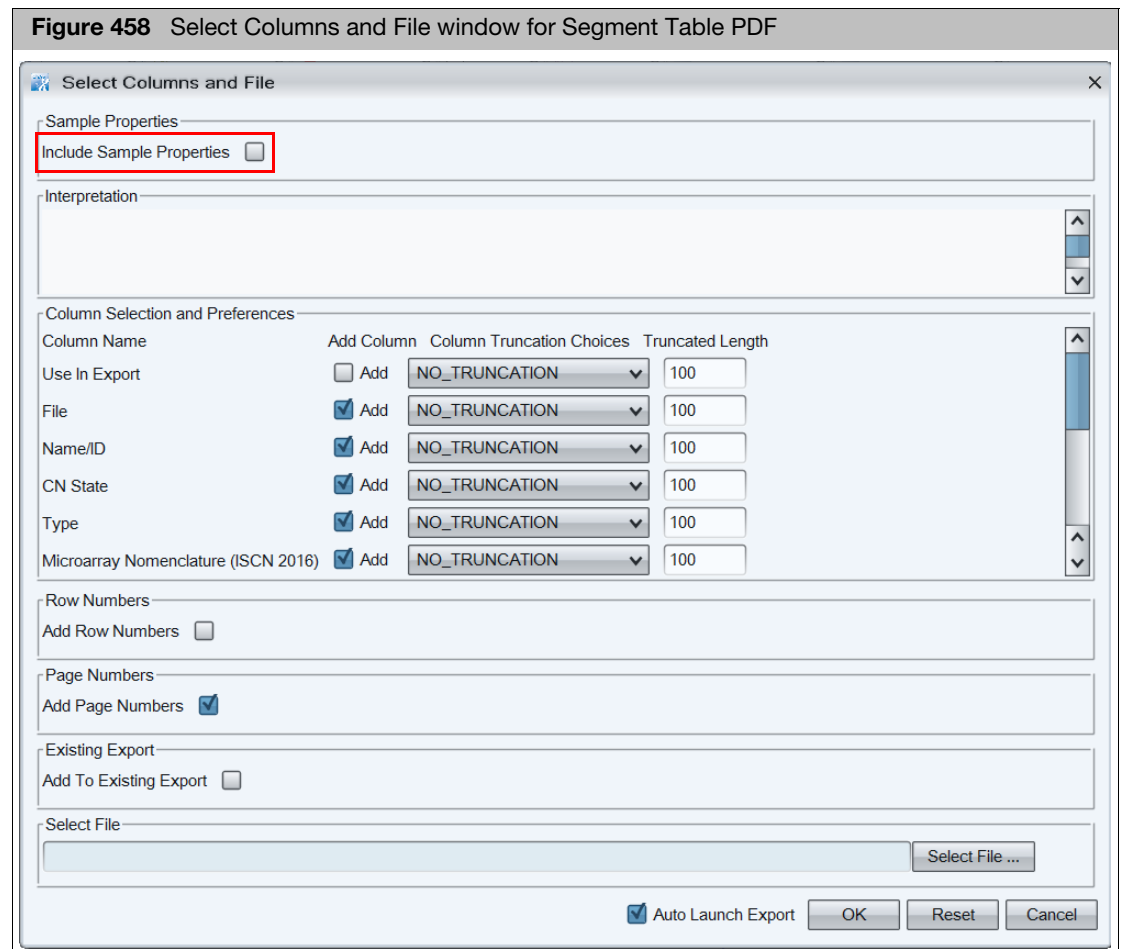 Figure 458 Select Columns and File window for Segment Table PDF
Select Columns and File
Sample Properties
Include Sample Properties
Interpretation
Column Selection and Preferences
Column Name Add Column Column Truncation Choices Truncated Length
Use In Export Add NO_TRUNCATION 100
File Add NO_TRUNCATION 100
Name/ID Add NO_TRUNCATION 100
CN State Add NO_TRUNCATION 100
Type Add NO_TRUNCATION 100
Microarray Nomenclature (ISCN 2016) Add NO_TRUNCATION 100
Row Numbers
Add Row Numbers
Page Numbers
Add Page Numbers
Existing Export
Add To Existing Export
Select File
Select File ...
Auto Launch Export OK Reset Cancel